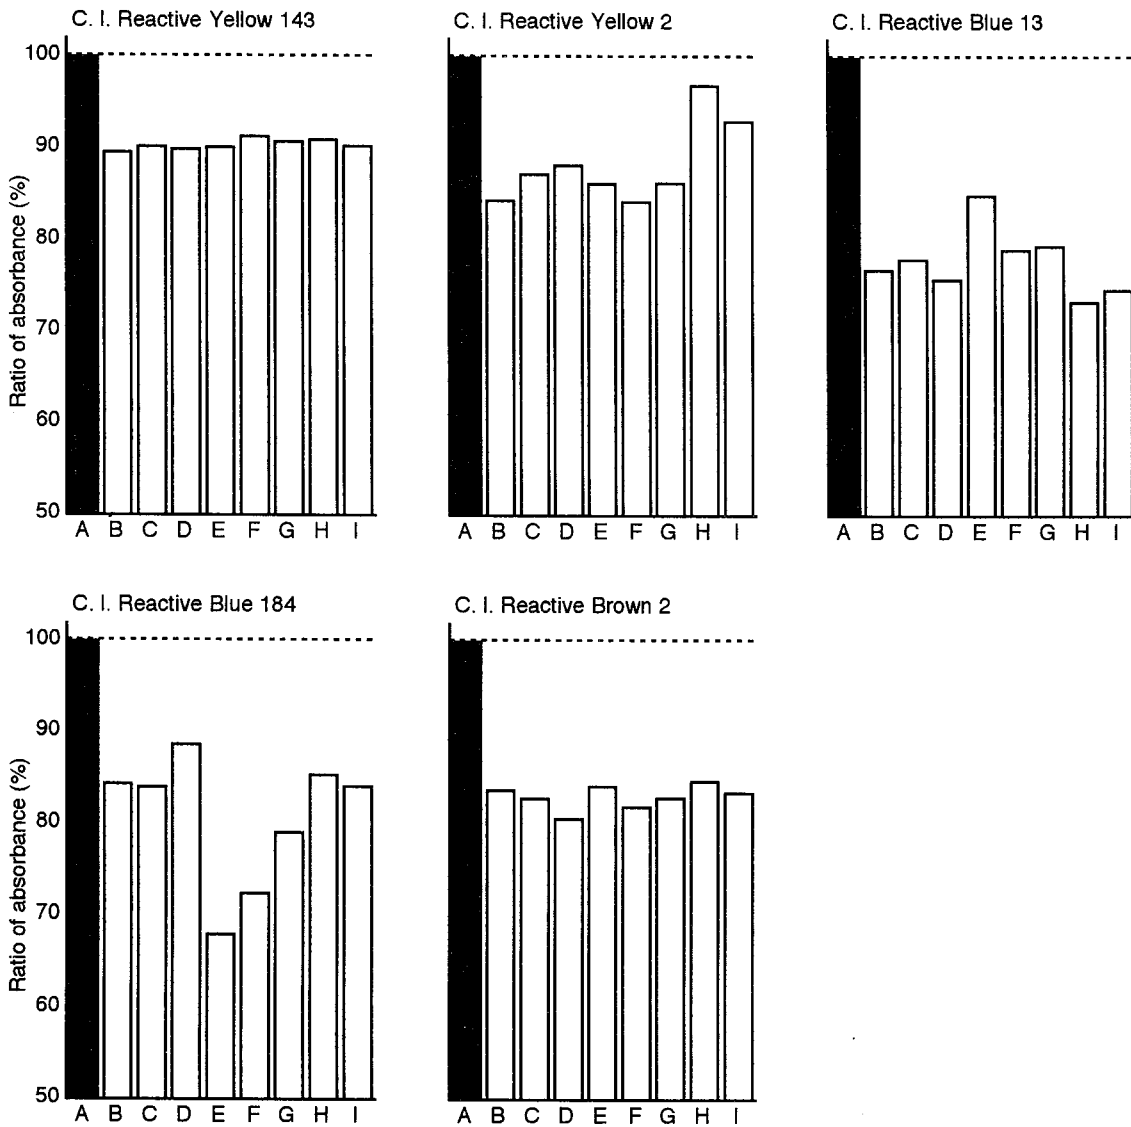 C. I. Reactive Yellow 143
C. I. Reactive Yellow 2
C. I. Reactive Blue 13
Ratio of absorbance (%)
100
90
80
70
60
50
A B C D E F G H I
A B C D E F G H I
A B C D E F G H I
C. I. Reactive Blue 184
C. I. Reactive Brown 2
Ratio of absorbance (%)
100
90
80
70
60
50
A B C D E F G H I
A B C D E F G H I